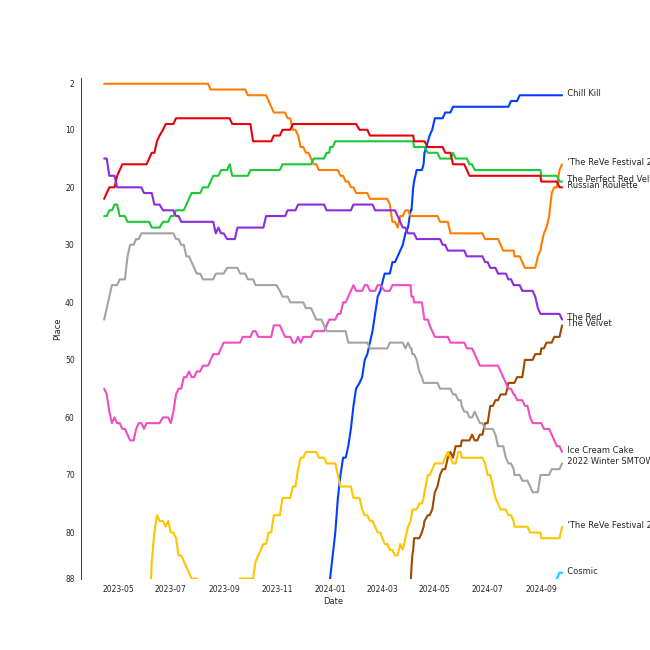 2
10
20
30
40
50
60
70
80
88
Place
2023-05
2023-07
2023-09
2023-11
2024-01
2024-03
2024-05
2024-07
2024-09
Date
Chill Kill
'The ReVe Festival 2
The Perfect Red Vel
Russian Roulette
The Red
The Velvet
Ice Cream Cake
2022 Winter SMTOW
'The ReVe Festival 2
Cosmic